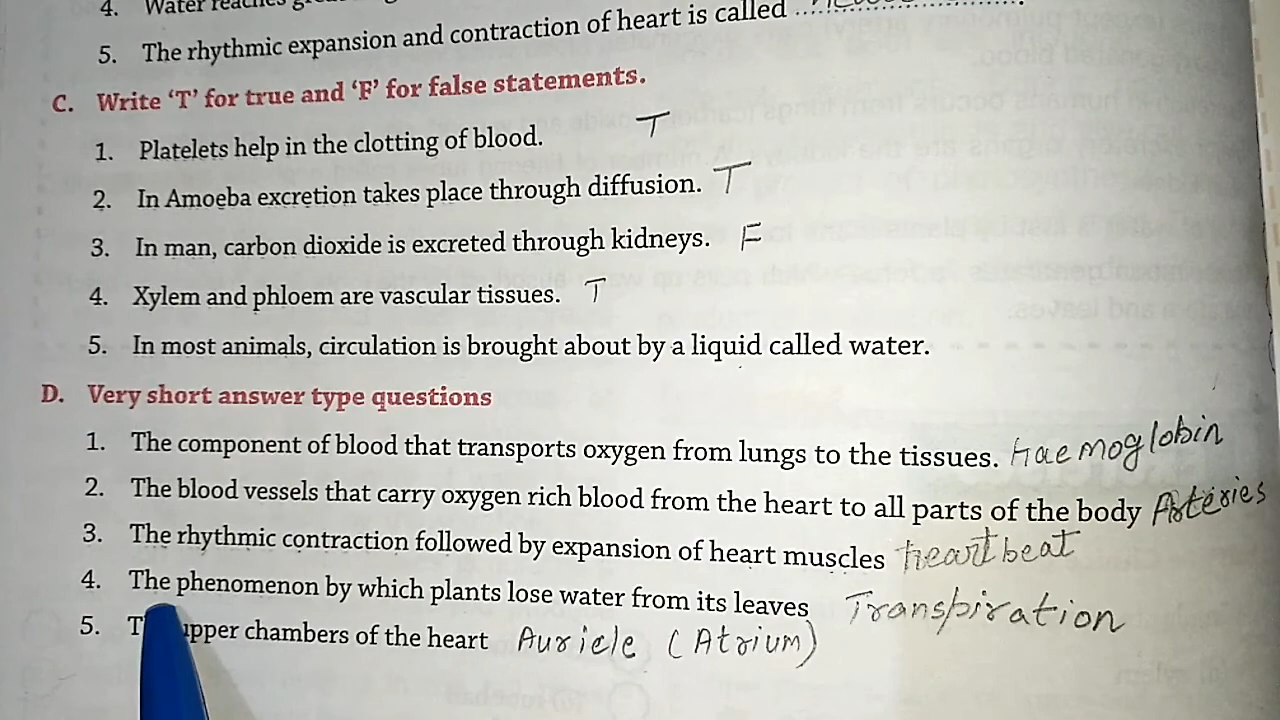 4. Water reaches
5. The rhythmic expansion and contraction of heart is called
C. Write ‘T’ for true and ‘F’ for false statements.
1. Platelets help in the clotting of blood. T
2. In Amoeba excretion takes place through diffusion. T
3. In man, carbon dioxide is excreted through kidneys. F
4. Xylem and phloem are vascular tissues. T
5. In most animals, circulation is brought about by a liquid called water.
D. Very short answer type questions
1. The component of blood that transports oxygen from lungs to the tissues. Haemoglobin
2. The blood vessels that carry oxygen rich blood from the heart to all parts of the body Arteries
3. The rhythmic contraction followed by expansion of heart muscles heartbeat
4. The phenomenon by which plants lose water from its leaves Transpiration
5. upper chambers of the heart Auricle (Atrium)